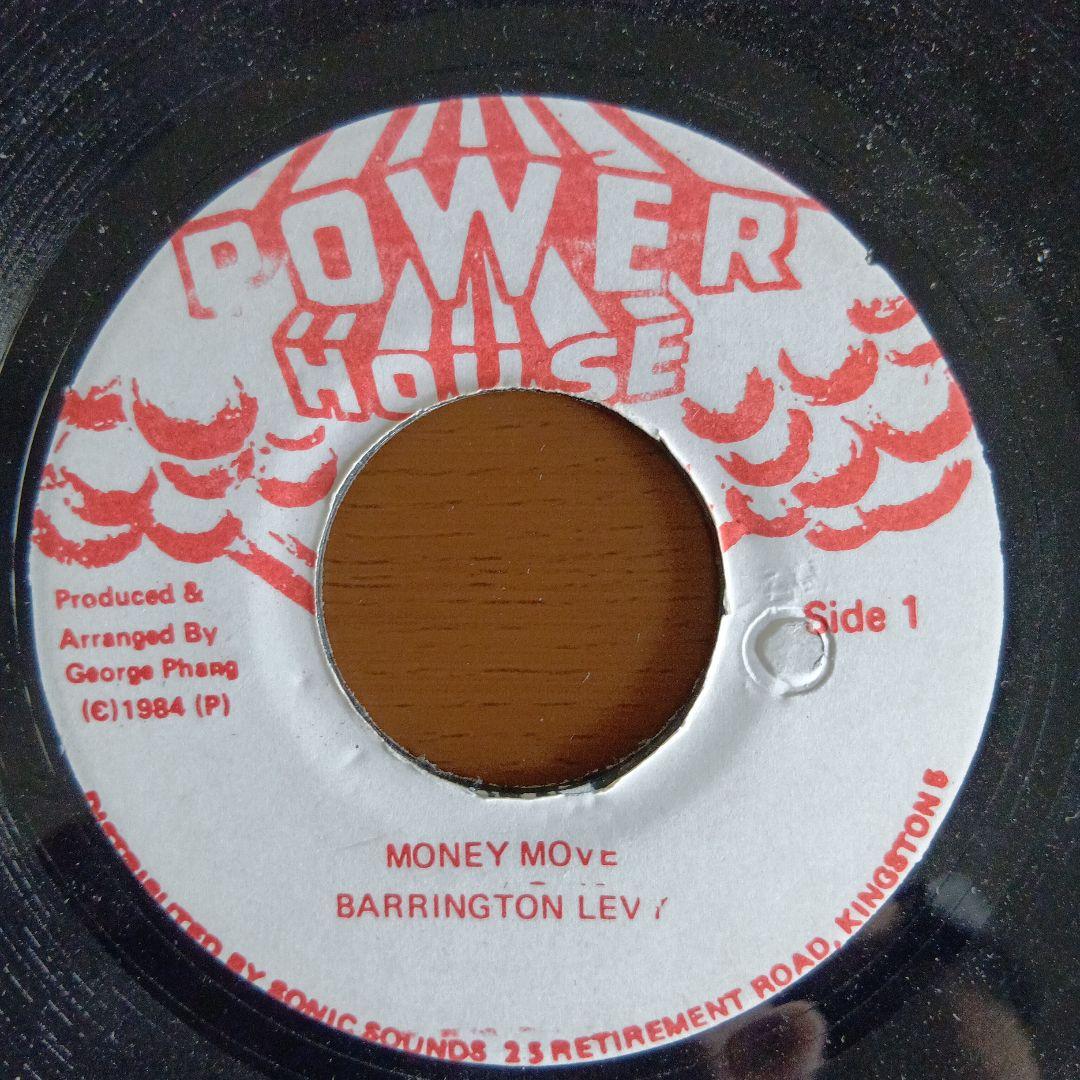 POWER
HOUSE
Produced &
Arranged By
George Phang
(C)1984 (P)
Side 1
MONEY MOVE
BARRINGTON LEVY
DISTRIBUTED BY SONIC SOUNDS 25 RETIREMENT ROAD, KINGSTON 5